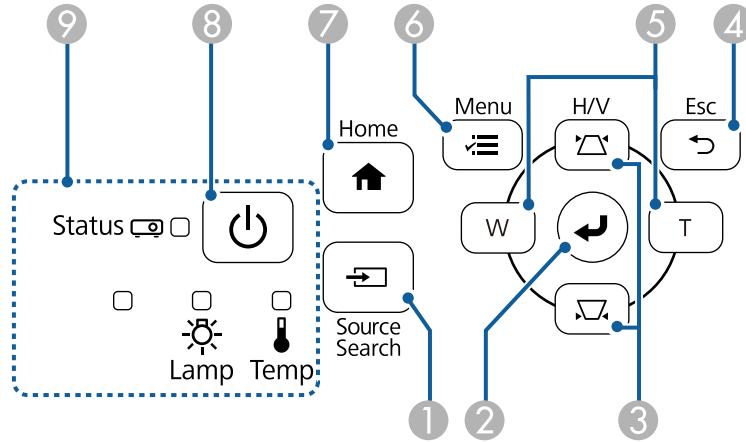 9 8 7 6 5 4
Menu H/V Esc
Home
W T
Status
Source
Search
Lamp Temp
1 2 3